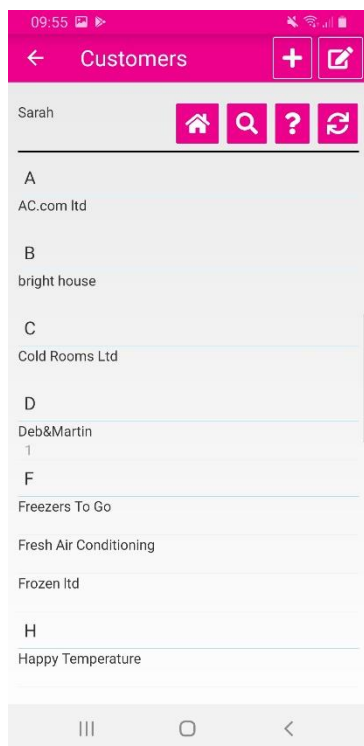 09:55
Customers
Sarah
A
AC.com ltd
B
bright house
C
Cold Rooms Ltd
D
Deb&Martin
1
F
Freezers To Go
Fresh Air Conditioning
Frozen ltd
H
Happy Temperature